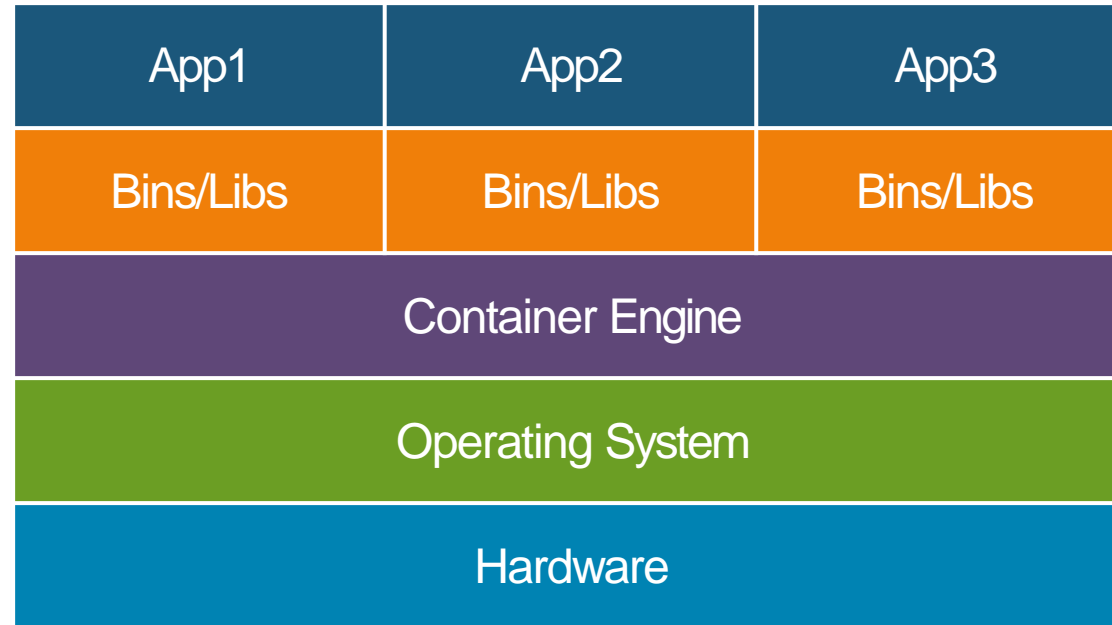 App1 App2 App3
Bins/Libs Bins/Libs Bins/Libs
Container Engine
Operating System
Hardware